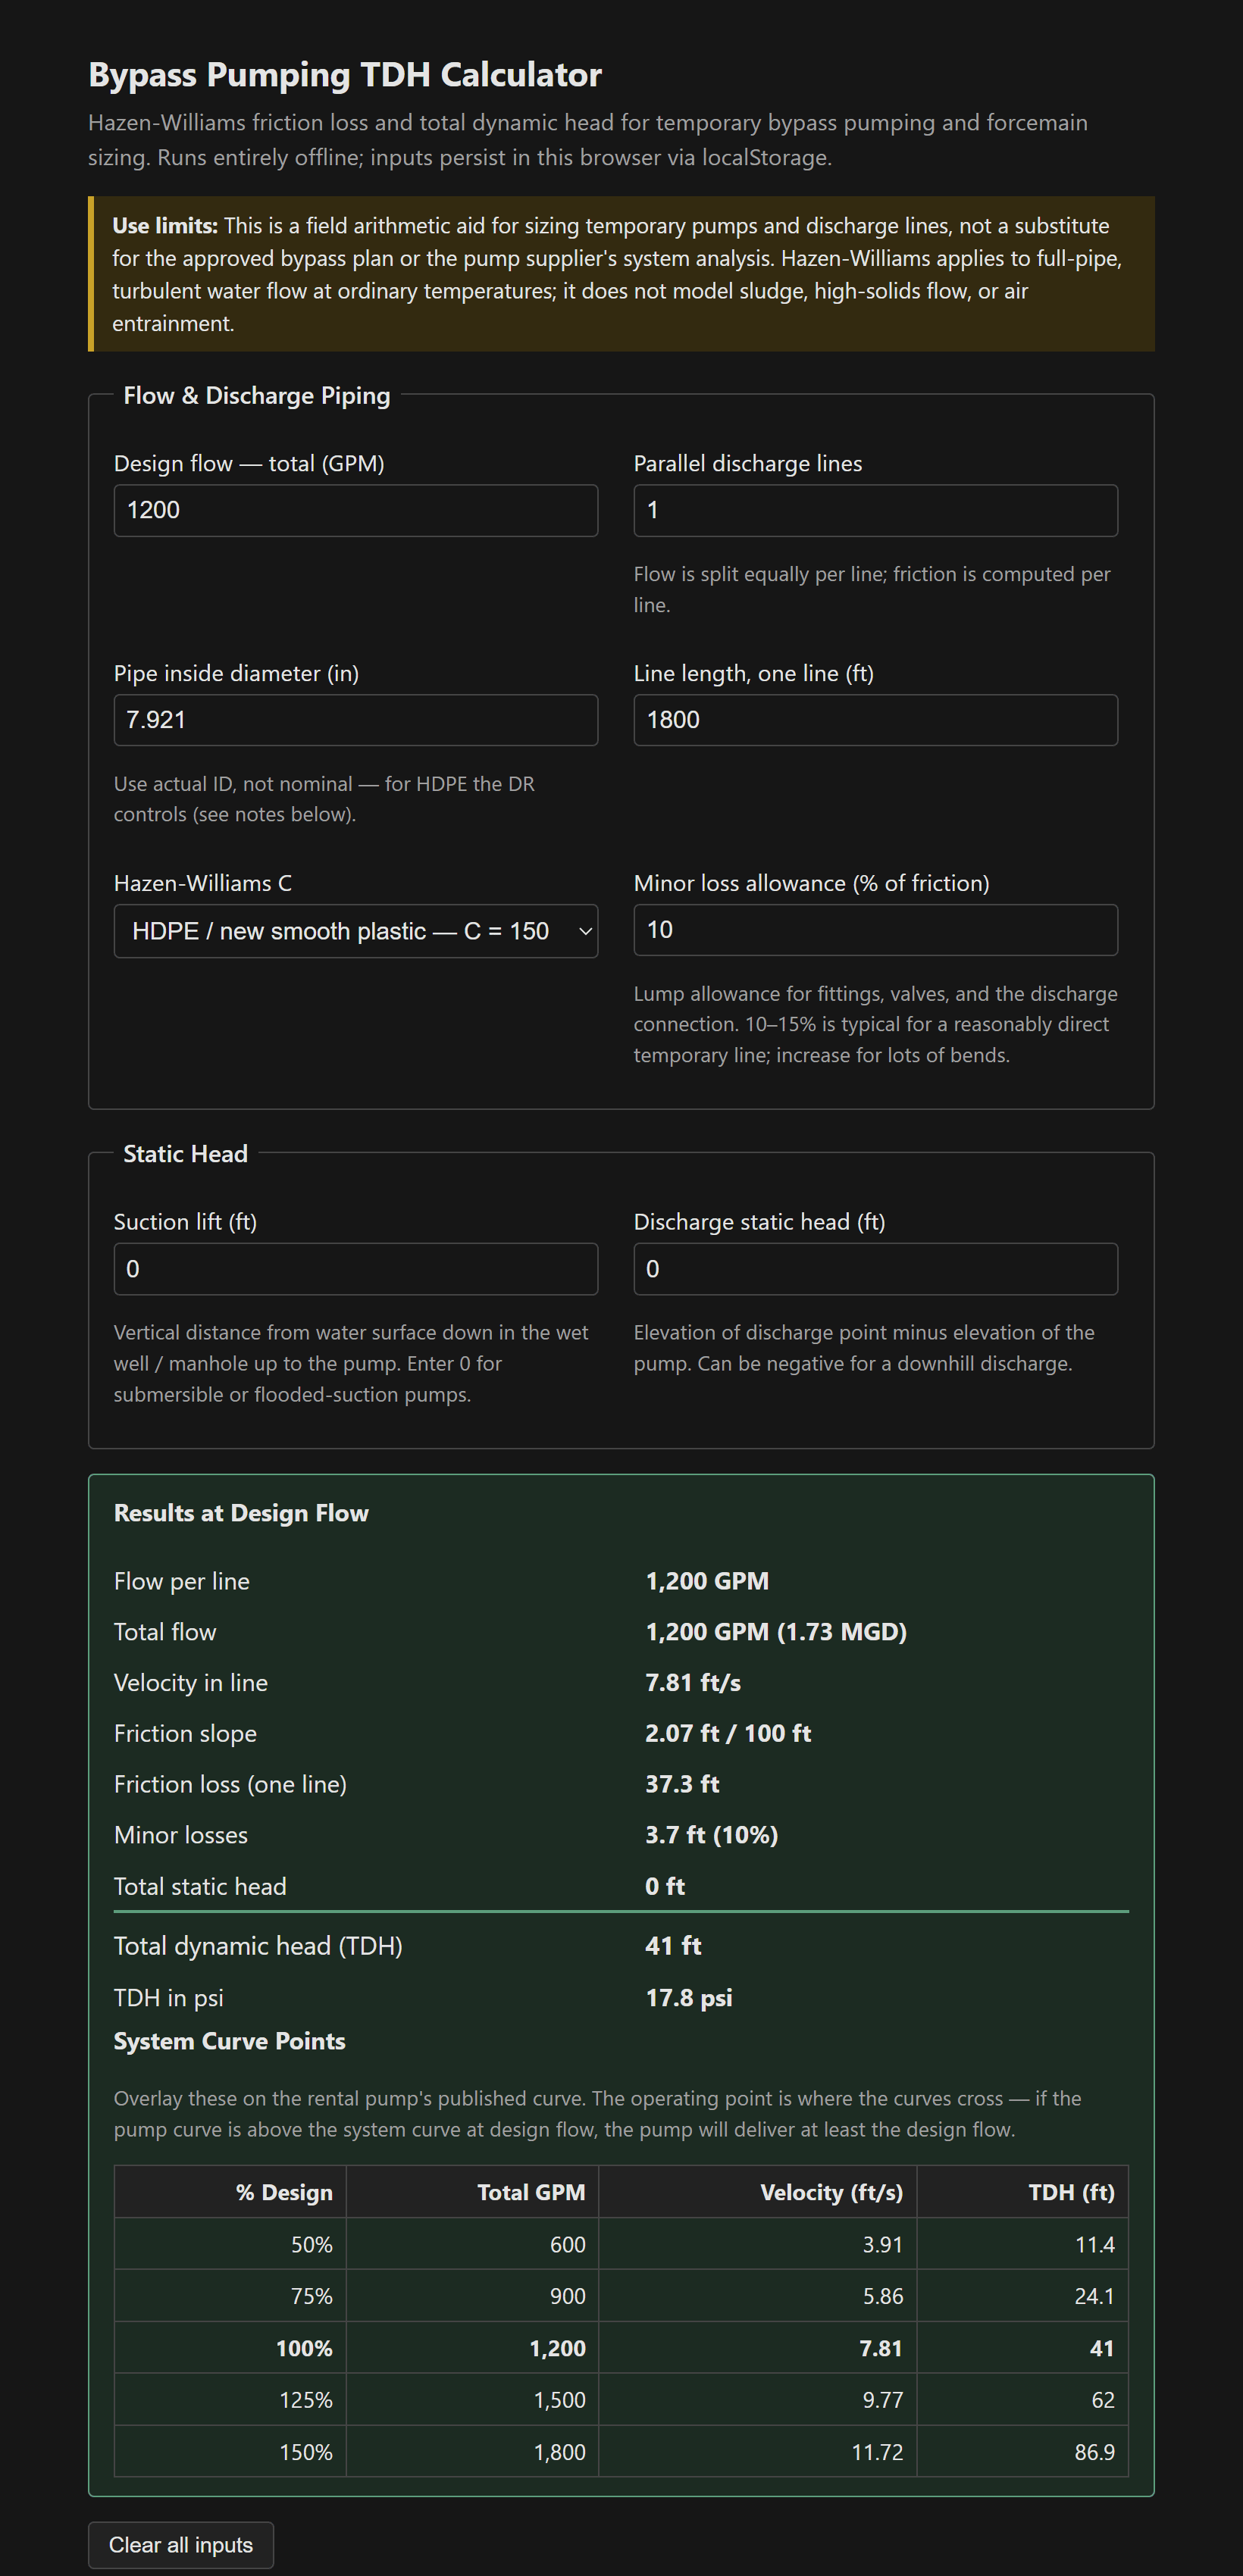 Bypass Pumping TDH Calculator
Hazen-Williams friction loss and total dynamic head for temporary bypass pumping and forcemain
sizing. Runs entirely offline; inputs persist in this browser via localStorage.
Use limits: This is a field arithmetic aid for sizing temporary pumps and discharge lines, not a substitute
for the approved bypass plan or the pump supplier's system analysis. Hazen-Williams applies to full-pipe,
turbulent water flow at ordinary temperatures; it does not model sludge, high-solids flow, or air
entrainment.
Flow & Discharge Piping
Design flow — total (GPM)
1200
Parallel discharge lines
1
Flow is split equally per line; friction is computed per
line.
Pipe inside diameter (in)
7.921
Use actual ID, not nominal — for HDPE the DR
controls (see notes below).
Line length, one line (ft)
1800
Hazen-Williams C
HDPE / new smooth plastic — C = 150
Minor loss allowance (% of friction)
10
Lump allowance for fittings, valves, and the discharge
connection. 10–15% is typical for a reasonably direct
temporary line; increase for lots of bends.
Static Head
Suction lift (ft)
0
Vertical distance from water surface down in the wet
well / manhole up to the pump. Enter 0 for
submersible or flooded-suction pumps.
Discharge static head (ft)
0
Elevation of discharge point minus elevation of the
pump. Can be negative for a downhill discharge.
Results at Design Flow
Flow per line 1,200 GPM
Total flow 1,200 GPM (1.73 MGD)
Velocity in line 7.81 ft/s
Friction slope 2.07 ft / 100 ft
Friction loss (one line) 37.3 ft
Minor losses 3.7 ft (10%)
Total static head 0 ft
Total dynamic head (TDH) 41 ft
TDH in psi 17.8 psi
System Curve Points
Overlay these on the rental pump's published curve. The operating point is where the curves cross — if the
pump curve is above the system curve at design flow, the pump will deliver at least the design flow.
% Design Total GPM Velocity (ft/s) TDH (ft)
50% 600 3.91 11.4
75% 900 5.86 24.1
100% 1,200 7.81 41
125% 1,500 9.77 62
150% 1,800 11.72 86.9
Clear all inputs